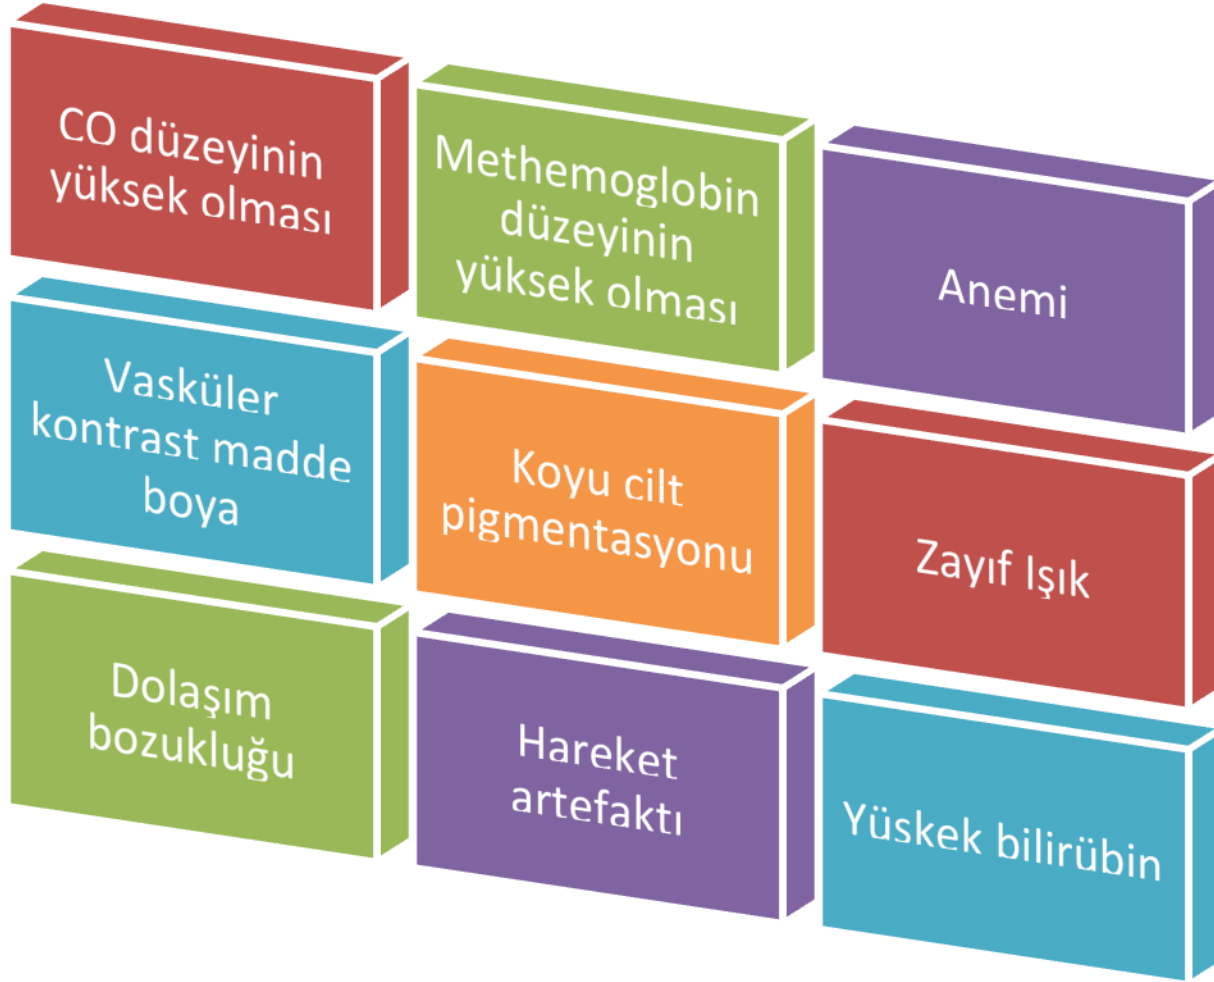 CO düzeyinin
yüksek olması
Methemoglobin
düzeyinin
yüksek olması
Anemi
Vasküler
kontrast madde
boya
Koyu cilt
pigmentasyonu
Zayıf Işık
Dolaşım
bozukluğu
Hareket
artefaktı
Yüskek bilirübin